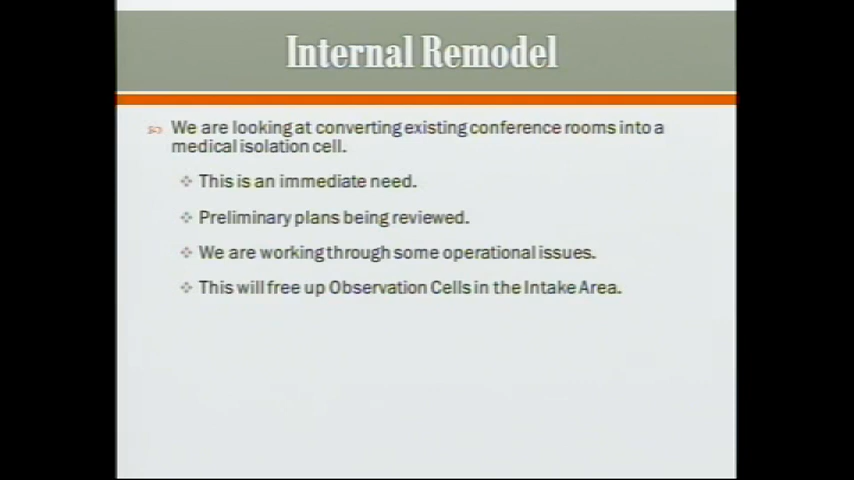 Internal Remodel
We are looking at converting existing conference rooms into a
medical isolation cell.
This is an immediate need.
Preliminary plans being reviewed.
We are working through some operational issues.
This will free up Observation Cells in the Intake Area.